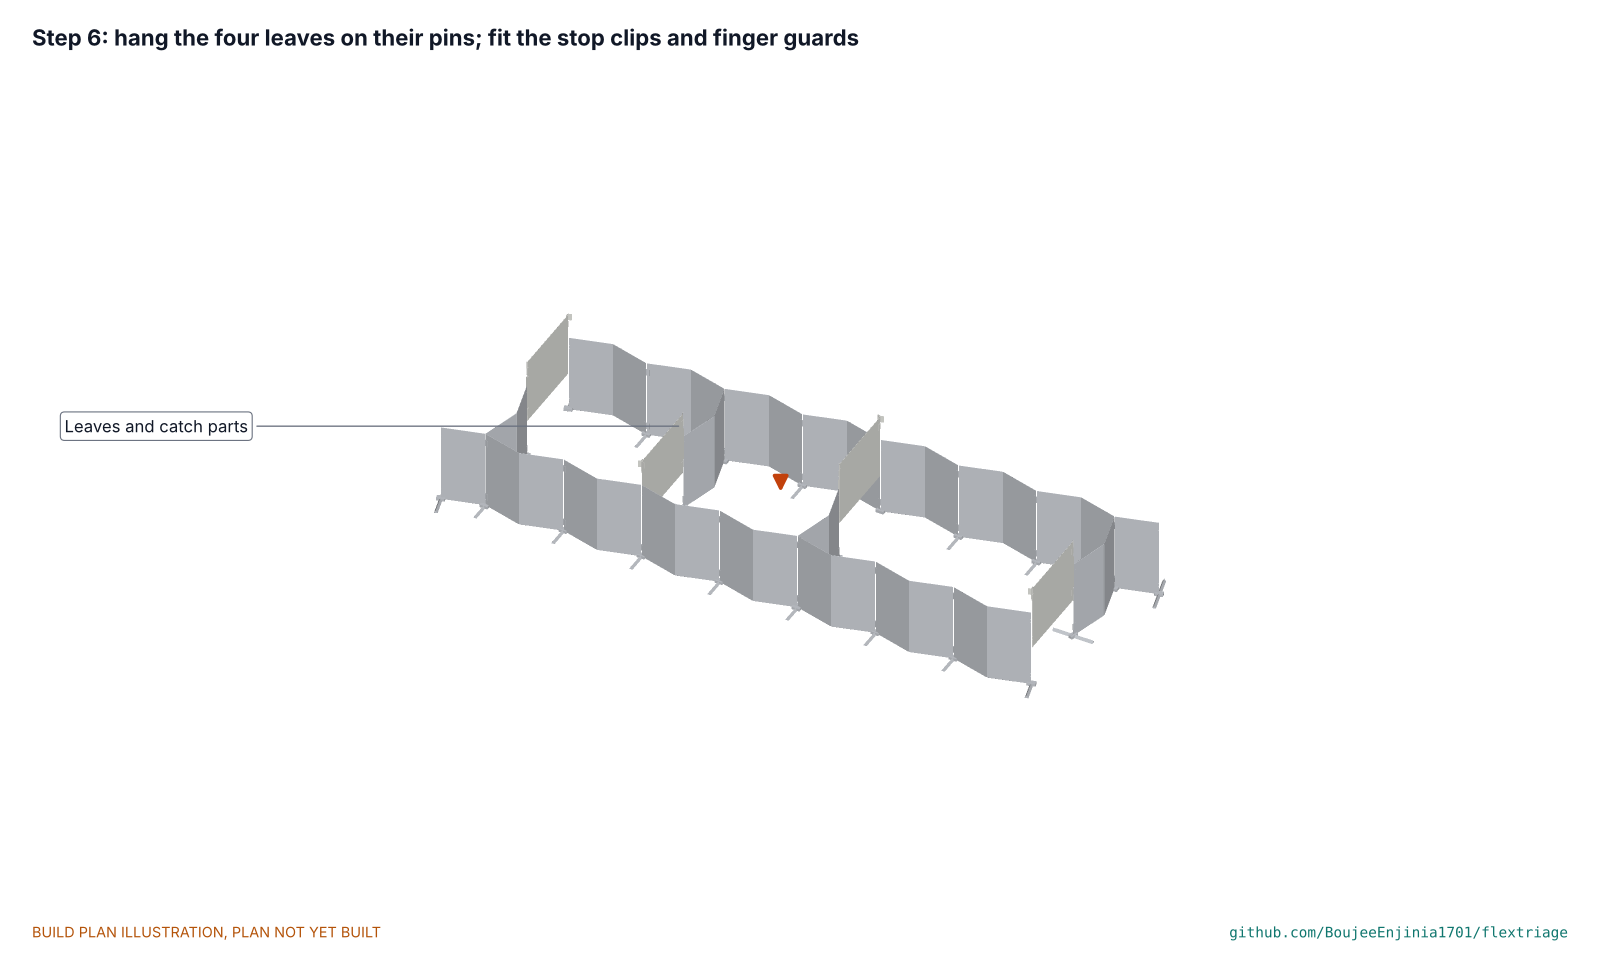 Step 6: hang the four leaves on their pins; fit the stop clips and finger guards
Leaves and catch parts
BUILD PLAN ILLUSTRATION, PLAN NOT YET BUILT
github.com/BoujeeEnjinia1701/flextriage